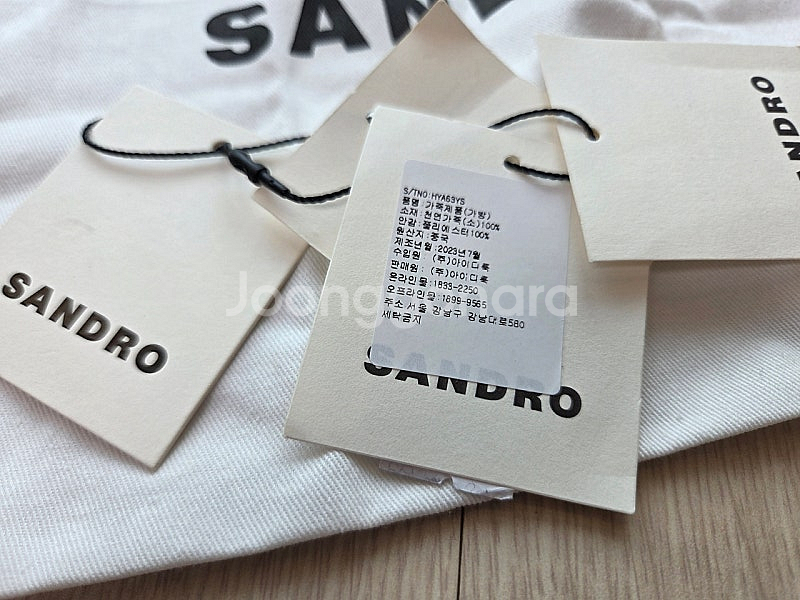 SANDRO
SANDRO
S/TNO:HYA63YS
품명:가죽제품(가방)
소재:천연가죽(소)100%
안감:폴리에스터100%
원산지:중국
제조년월:2023년7월
수입원: (주)아이디룩
판매원: (주)아이디룩
온라인몰:1833-2250
오프라인몰:1899-9565
주소 서울 강남구 강남대로580
세탁금지
SANDRO
SANDRO